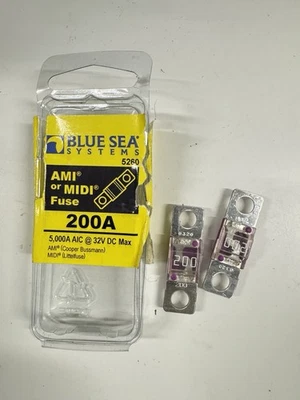 BLUE SEA®
SYSTEMS
5260
AMI®
or MIDI®
Fuse
200A
5,000A AIC @ 32V DC Max
AMI® (Cooper Bussmann)
MIDI® (Littelfuse)
200